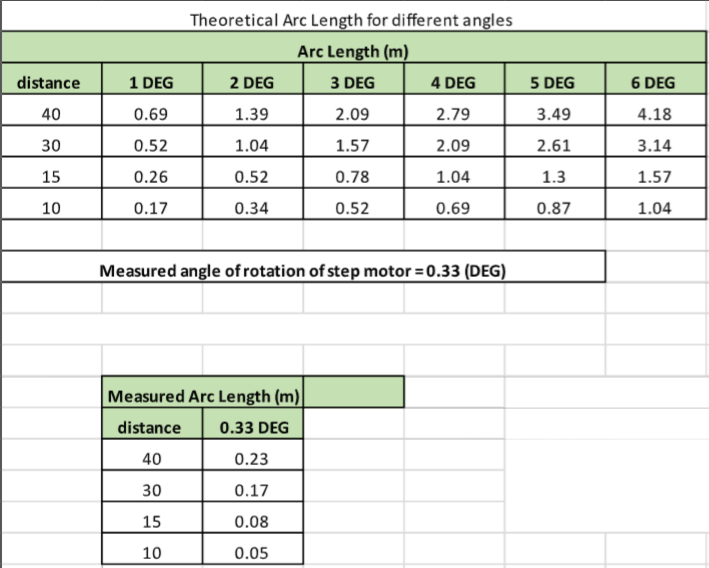 Theoretical Arc Length for different angles
Arc Length (m)
distance 1 DEG 2 DEG 3 DEG 4 DEG 5 DEG 6 DEG
40 0.69 1.39 2.09 2.79 3.49 4.18
30 0.52 1.04 1.57 2.09 2.61 3.14
15 0.26 0.52 0.78 1.04 1.3 1.57
10 0.17 0.34 0.52 0.69 0.87 1.04
Measured angle of rotation of step motor = 0.33 (DEG)
Measured Arc Length (m)
distance 0.33 DEG
40 0.23
30 0.17
15 0.08
10 0.05